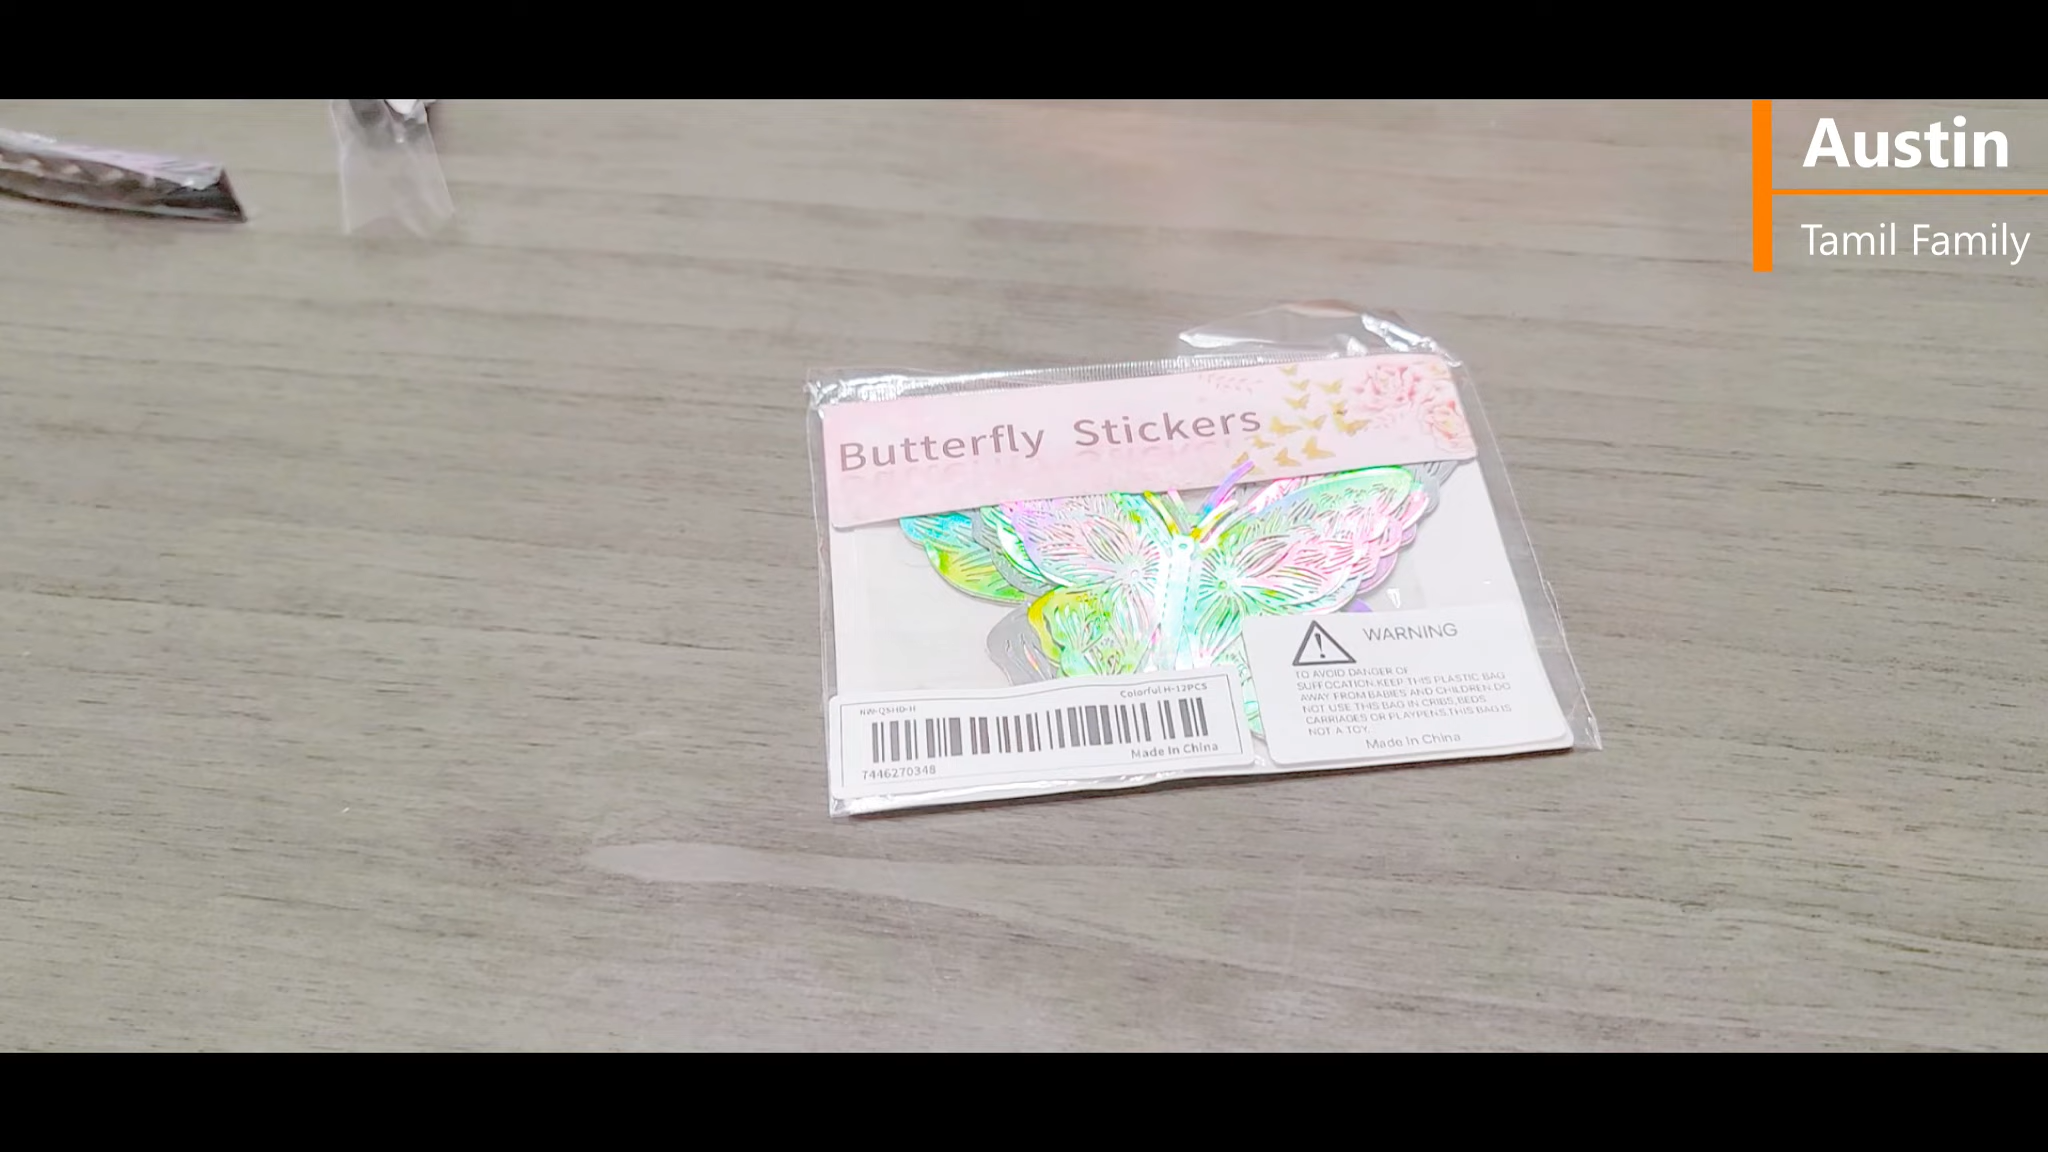 Austin
Tamil Family
Butterfly Stickers
WARNING
TO AVOID DANGER OF
SUFFOCATION.KEEP THIS PLASTIC BAG
AWAY FROM BABIES AND CHILDREN.DO
NOT USE THIS BAG IN CRIBS,BEDS
CARRIAGES OR PLAYPENS.THIS BAG IS
NOT A TOY.
Made In China
Colorful H-12PCS
NW-QSHD-H
Made In China
7446270348